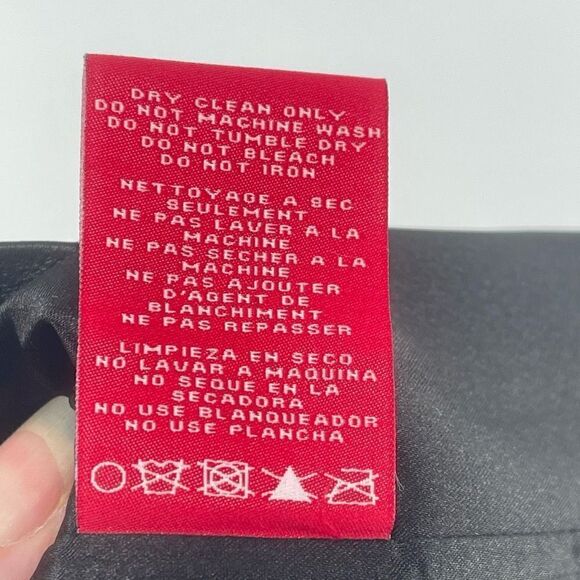 DRY CLEAN ONLY
DO NOT MACHINE WASH
DO NOT TUMBLE DRY
DO NOT BLEACH
DO NOT IRON
NETTOYAGE A SEC
SEULEMENT
NE PAS LAVER A LA
MACHINE
NE PAS SECHER A LA
MACHINE
NE PAS AJOUTER
D'AGENT DE
BLANCHIMENT
NE PAS REPASSER
LIMPIEZA EN SECO
NO LAVAR A MAQUINA
NO SEQUE EN LA
SECADORA
NO USE BLANQUEADOR
NO USE PLANCHA